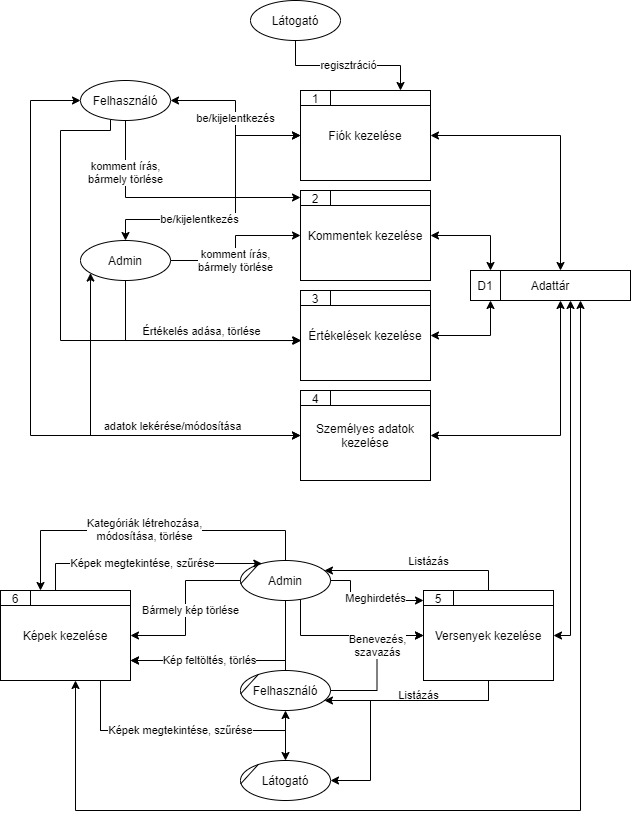 Látogató
regisztráció
Felhasználó
1
Fiók kezelése
be/kijelentkezés
komment írás,
bármely törlése
2
Kommentek kezelése
be/kijelentkezés
Admin
komment írás,
bármely törlése
D1
Adattár
3
Értékelések kezelése
Értékelés adása, törlése
4
Személyes adatok
kezelése
adatok lekérése/módosítása
Kategóriák létrehozása,
módosítása, törlése
Képek megtekintése, szűrése
Listázás
Admin
6
Képek kezelése
Bármely kép törlése
Meghirdetés
5
Versenyek kezelése
Benevezés,
szavazás
Kép feltöltés, törlés
Felhasználó
Listázás
Képek megtekintése, szűrése
Látogató